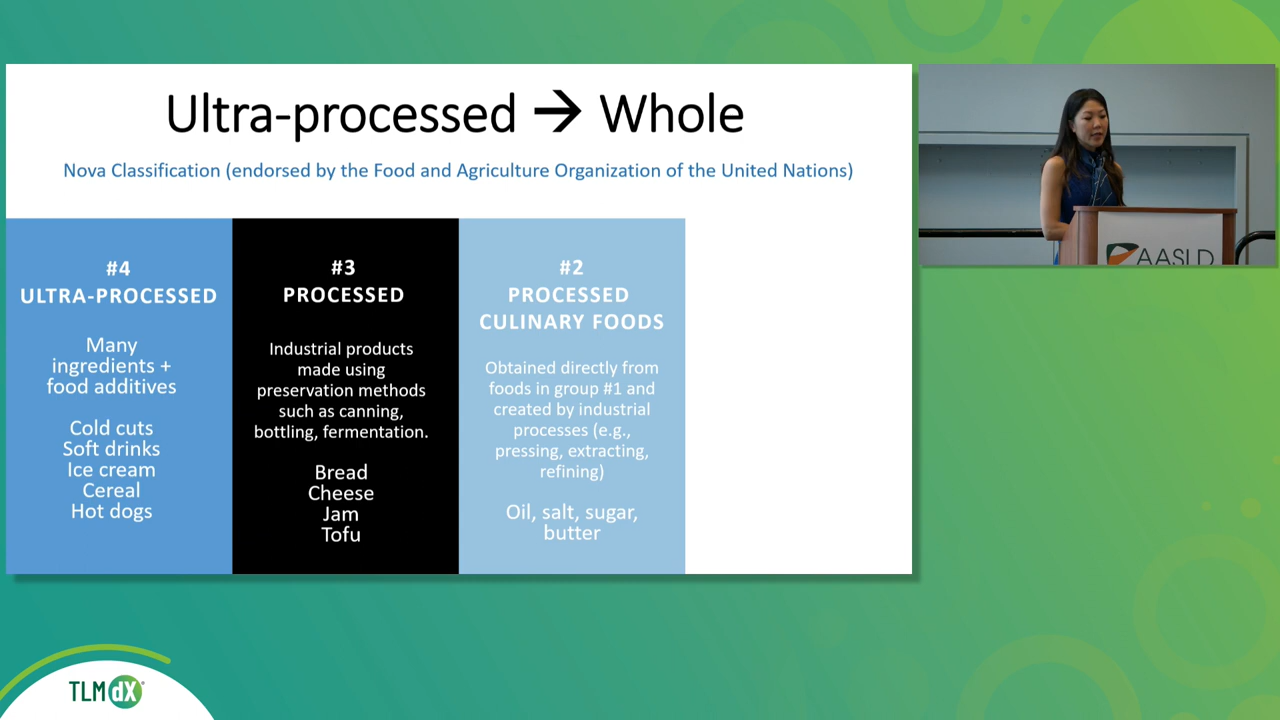 Ultra-processed → Whole
Nova Classification (endorsed by the Food and Agriculture Organization of the United Nations)
#4
ULTRA-PROCESSED
Many
ingredients +
food additives
Cold cuts
Soft drinks
Ice cream
Cereal
Hot dogs
#3
PROCESSED
Industrial products
made using
preservation methods
such as canning,
bottling, fermentation.
Bread
Cheese
Jam
Tofu
#2
PROCESSED
CULINARY FOODS
Obtained directly from
foods in group #1 and
created by industrial
processes (e.g.,
pressing, extracting,
refining)
Oil, salt, sugar,
butter
AASLD
TLMdX